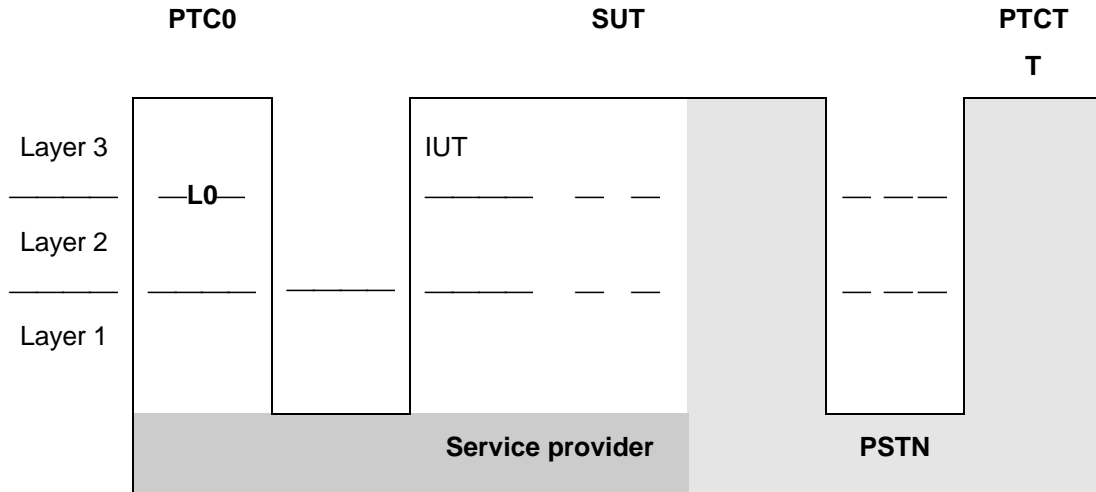 PTC0
SUT
PTCT
T
Layer 3
IUT
L0
Layer 2
Layer 1
Service provider
PSTN